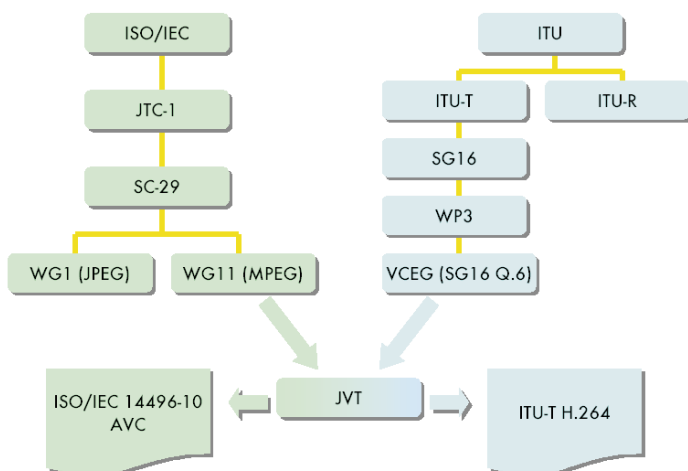 ISO/IEC
ITU
JTC-1
ITU-T
ITU-R
SC-29
SG16
WP3
WG1 (JPEG)
WG11 (MPEG)
VCEG (SG16 Q.6)
JVT
ISO/IEC 14496-10
AVC
ITU-T H.264